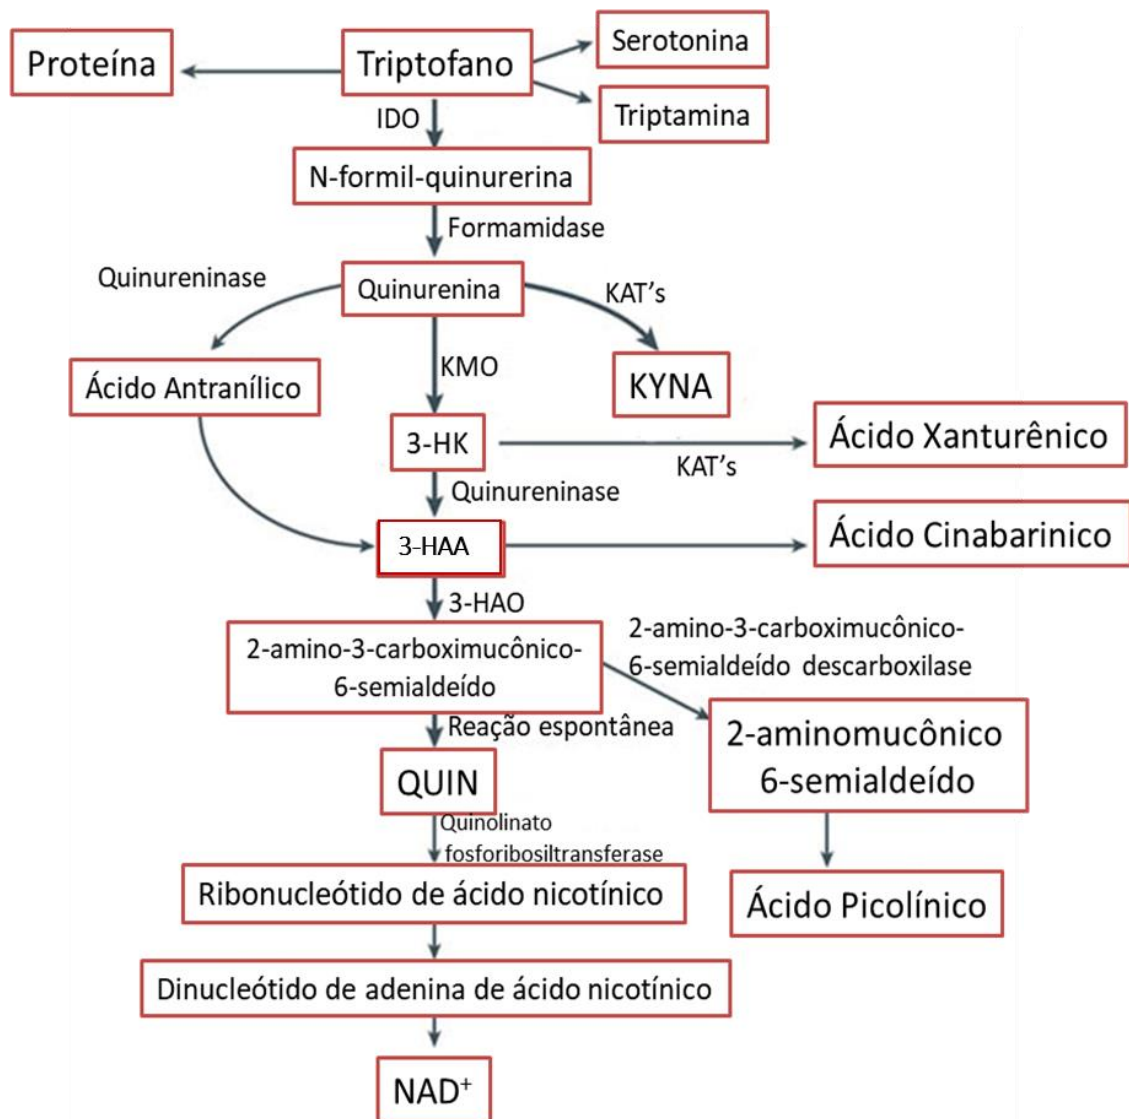 Proteína
Triptofano
Serotonina
Triptamina
IDO
N-formil-quinurerina
Formamidase
Quinureninase
Quinurenina
KAT's
Ácido Antranílico
KMO
KYNA
3-HK
KAT's
Ácido Xanturênico
Quinureninase
3-HAA
Ácido Cinabarinico
3-HAO
2-amino-3-carboximucônico-
6-semialdeído
2-amino-3-carboximucônico-
6-semialdeído descarboxilase
Reação espontânea
2-aminomucônico
6-semialdeído
QUIN
Quinolinato
fosforibosiltransferase
Ribonucleótido de ácido nicotínico
Ácido Picolínico
Dinucleótido de adenina de ácido nicotínico
NAD⁺